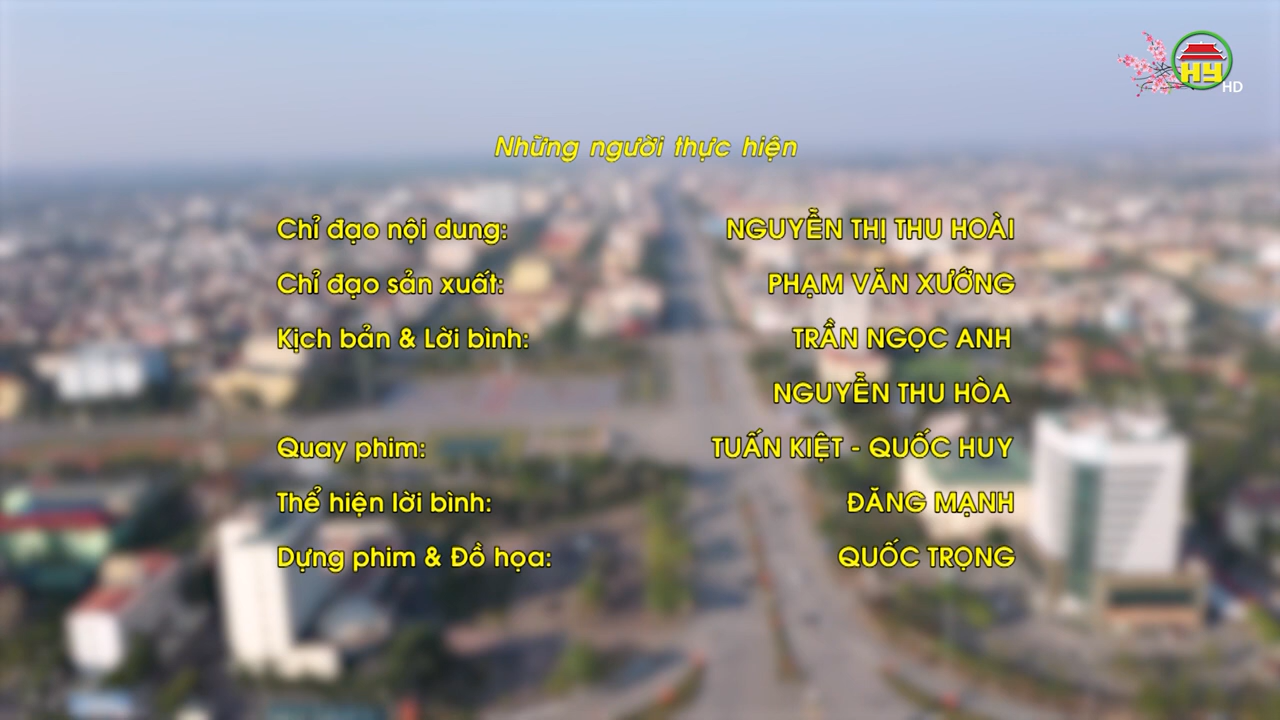 HY
HD
Những người thực hiện
Chỉ đạo nội dung: NGUYỄN THỊ THU HOÀI
Chỉ đạo sản xuất: PHẠM VĂN XƯỚNG
Kịch bản & Lời bình: TRẦN NGỌC ANH
NGUYỄN THU HÒA
Quay phim: TUẤN KIỆT - QUỐC HUY
Thể hiện lời bình: ĐĂNG MẠNH
Dựng phim & Đồ họa: QUỐC TRỌNG